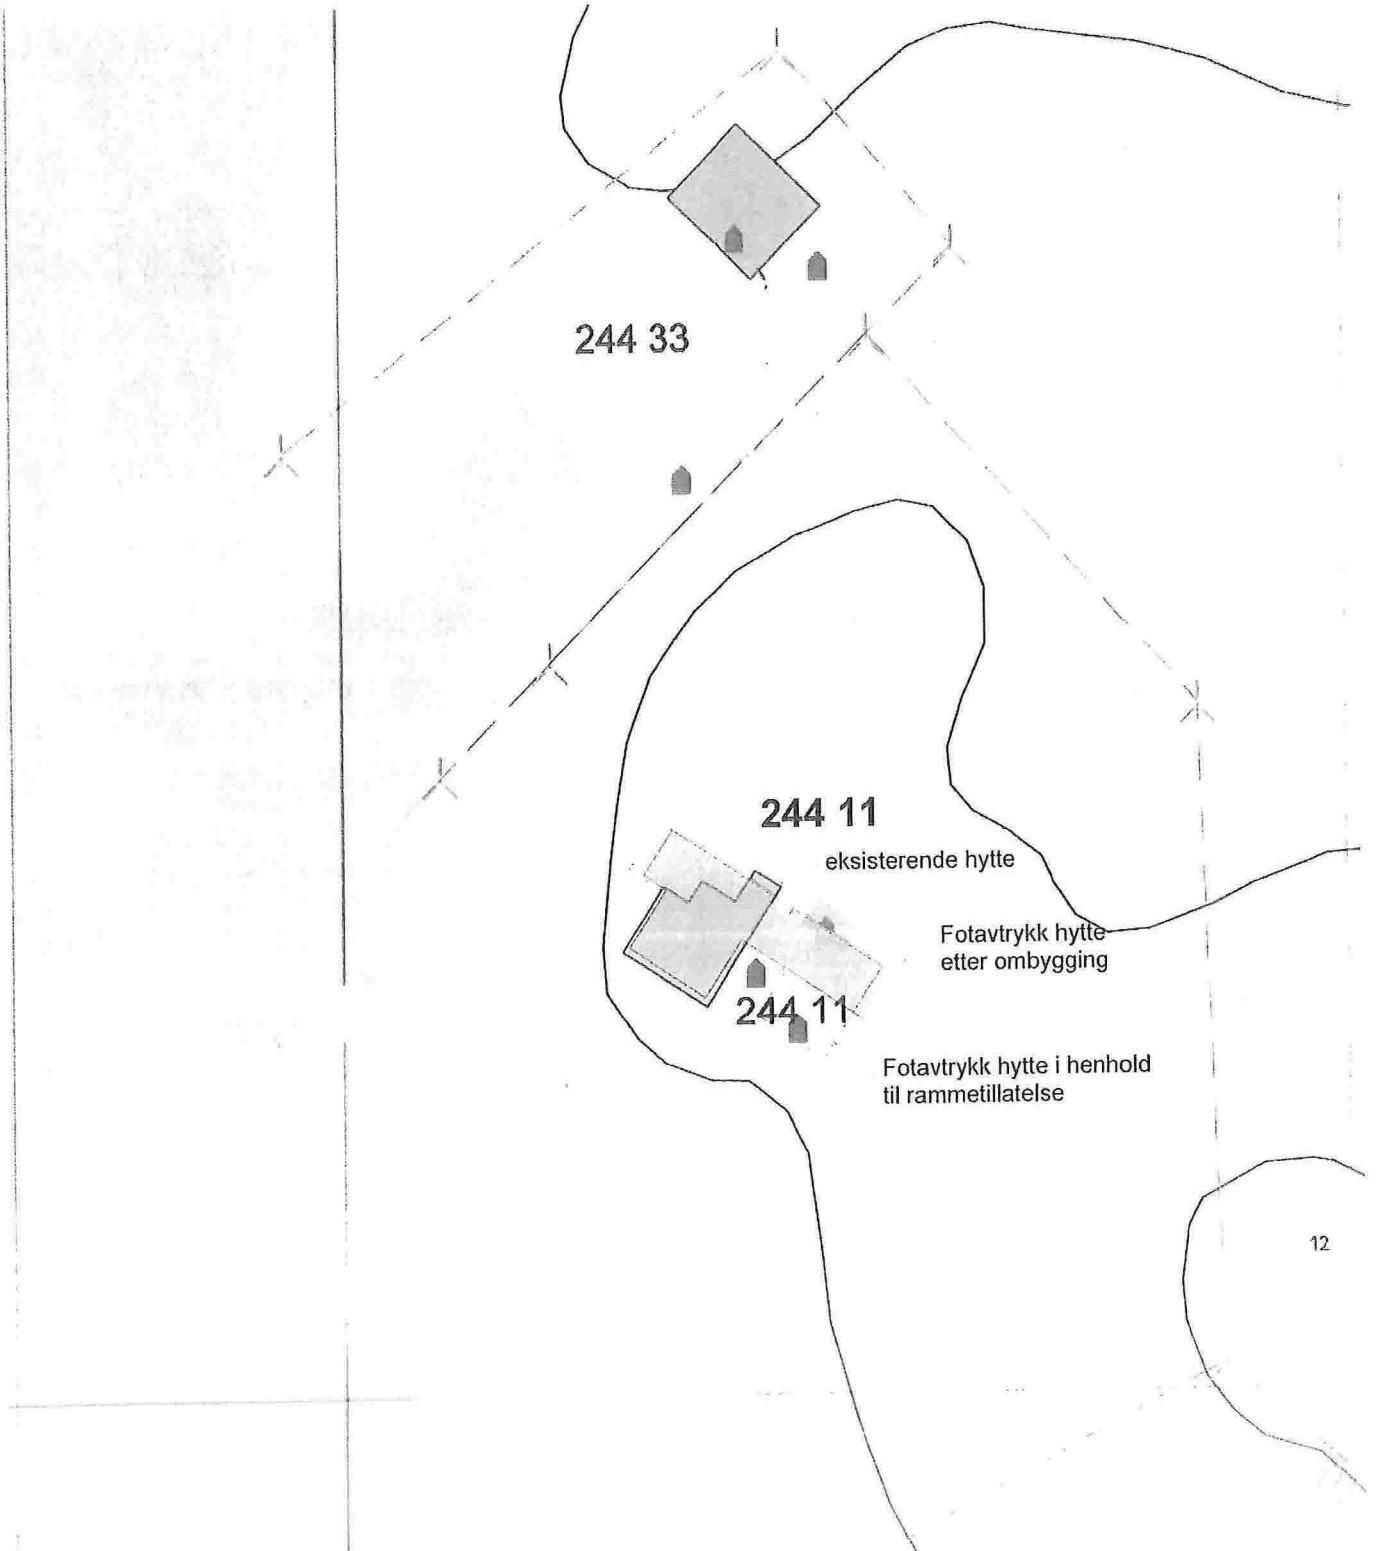 244 33
244 11
eksisterende hytte
Fotavtrykk hytte
etter ombygging
244 11
Fotavtrykk hytte i henhold
til rammetillatelse
12